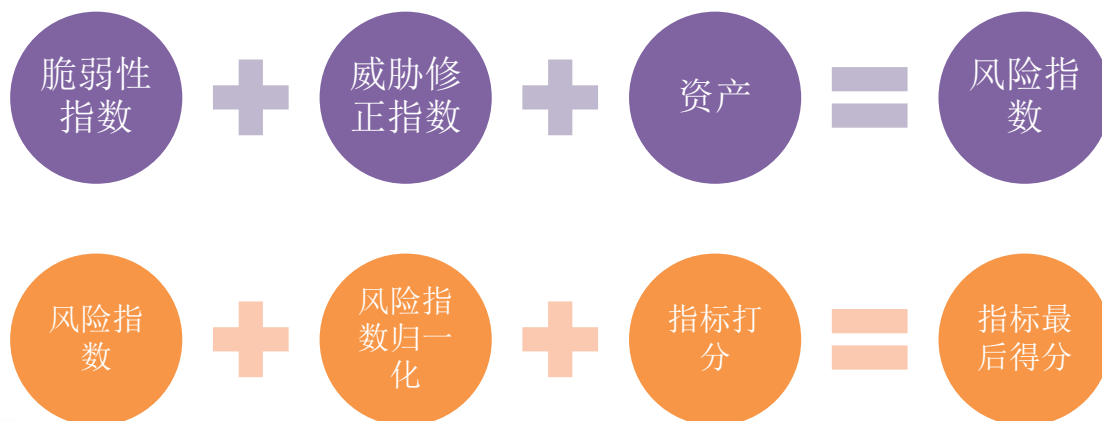 脆弱性
指数
威胁修
正指数
资产
风险指
数
风险指
数
风险指
数归一
化
指标打
分
指标最
后得分